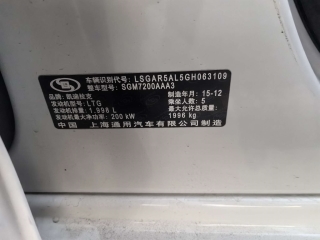 车辆识别代号: LSGAR5AL5GH063109
整车型号: SGM7200AAA3
品牌: 凯迪拉克
制造年月: 15-12
发动机型号: LTG
乘坐人数: 5
发动机排量: 1.998 L
最大允许总质量:
发动机最大净功率: 200 kW
1996 kg
中国 上海通用汽车有限公司制造